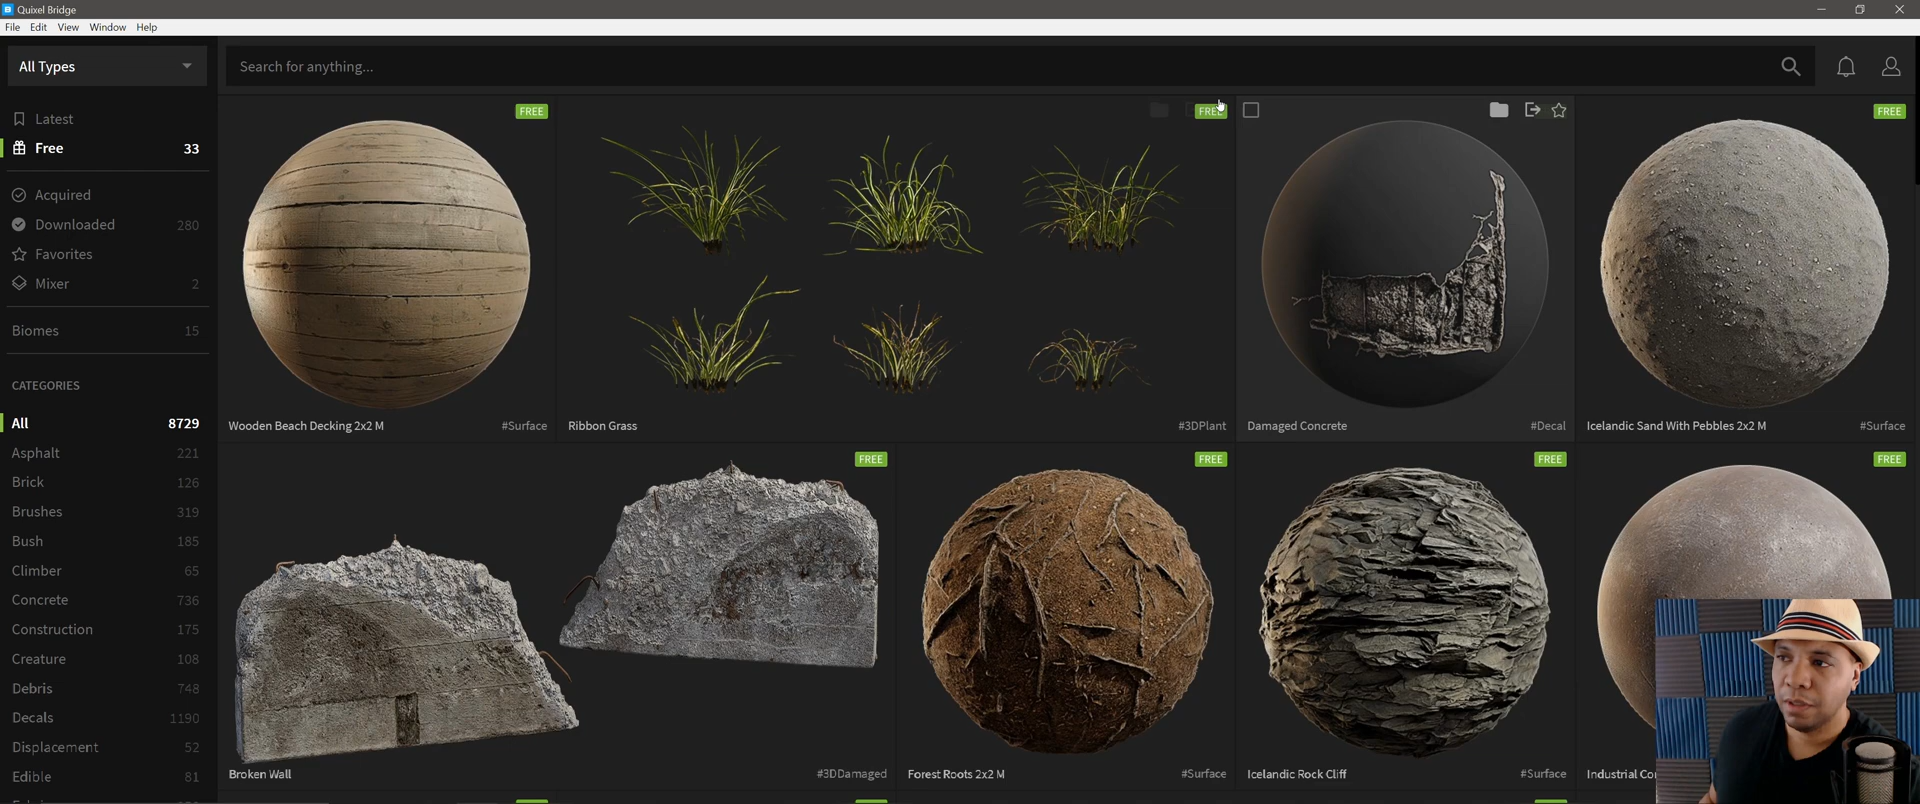 Quixel Bridge
File Edit View Window Help
All Types
Search for anything...
Latest
Free 33
Acquired
Downloaded 280
Favorites
Mixer 2
Biomes 15
CATEGORIES
All 8729
Asphalt 221
Brick 126
Brushes 319
Bush 185
Climber 65
Concrete 736
Construction 175
Creature 108
Debris 748
Decals 1190
Displacement 52
Edible 81
FREE
Wooden Beach Decking 2x2 M #Surface
FREE
Ribbon Grass #3DPlant
Damaged Concrete #Decal
FREE
Icelandic Sand With Pebbles 2x2 M #Surface
FREE
Broken Wall #3DDamaged
FREE
Forest Roots 2x2 M #Surface
FREE
Icelandic Rock Cliff #Surface
FREE
Industrial